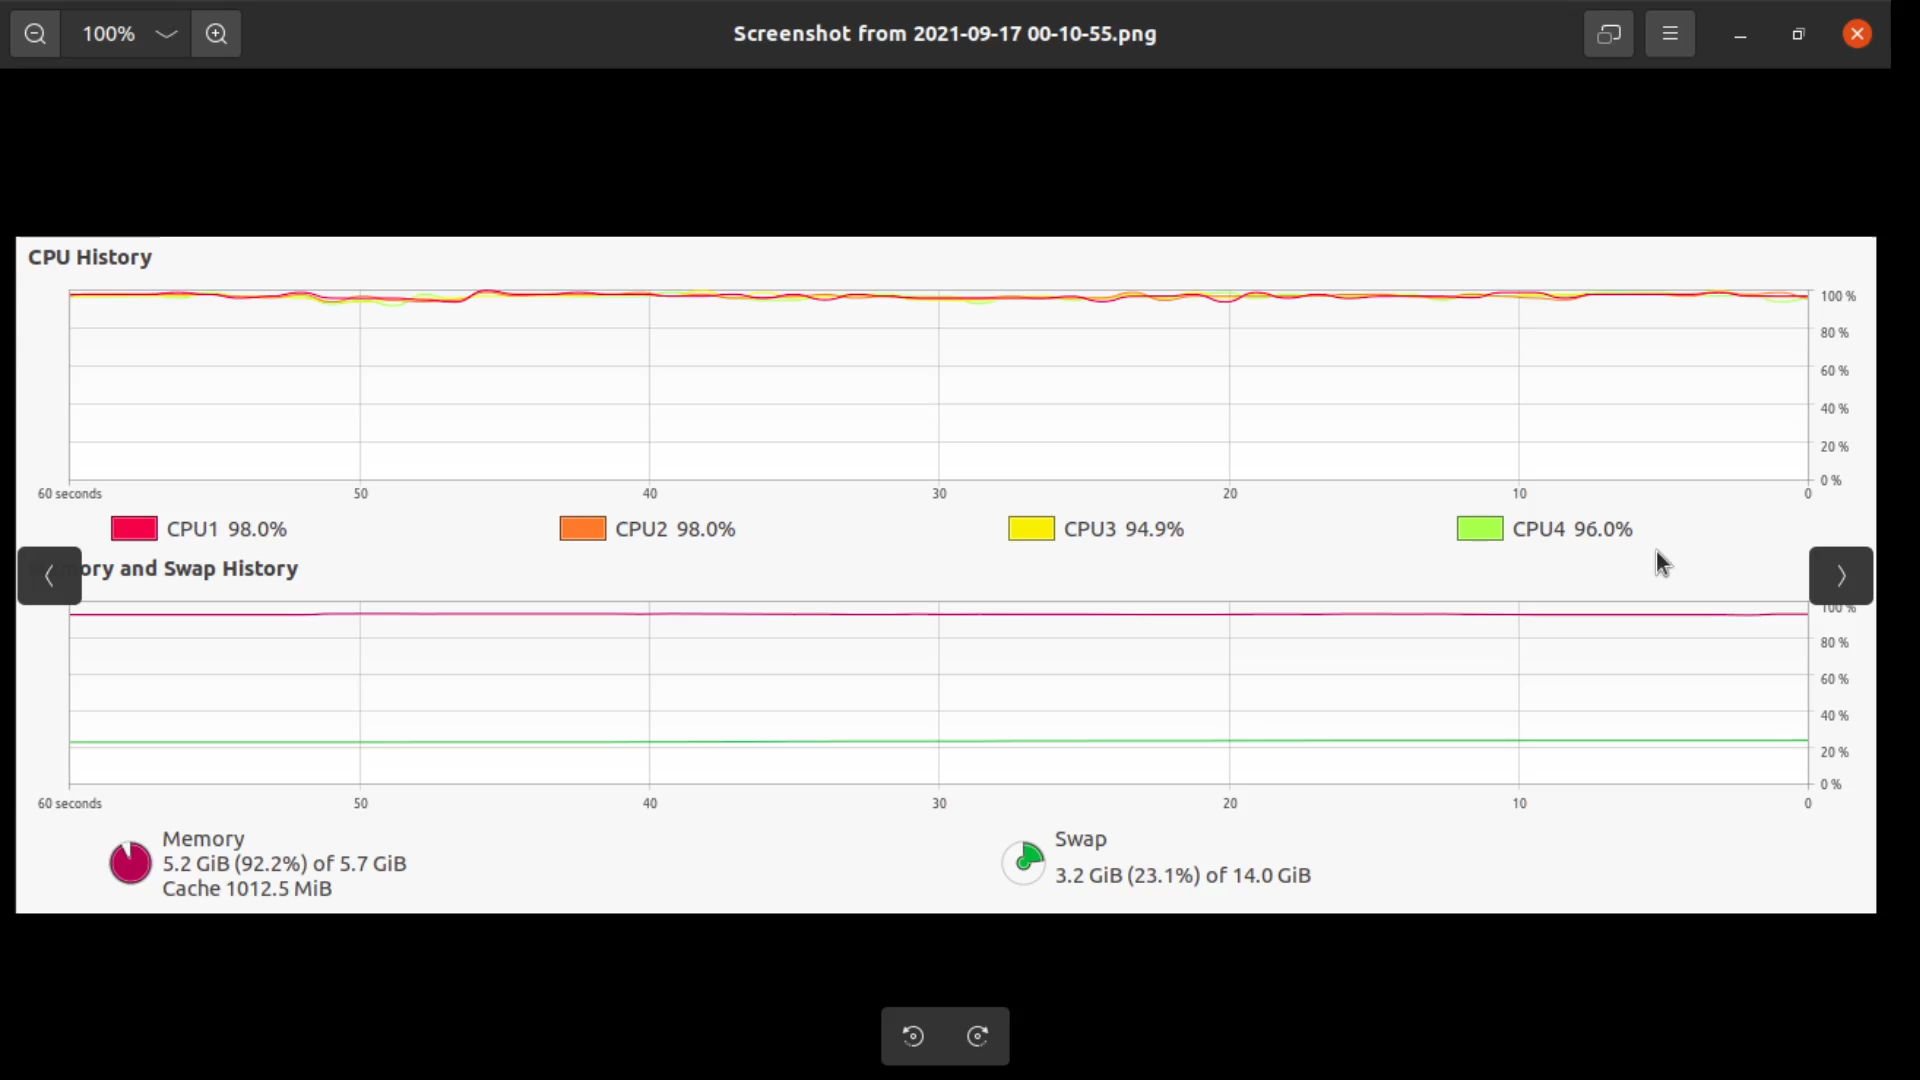 100%
Screenshot from 2021-09-17 00-10-55.png
CPU History
100 %
80 %
60 %
40 %
20 %
0 %
60 seconds 50 40 30 20 10 0
CPU1 98.0% CPU2 98.0% CPU3 94.9% CPU4 96.0%
ory and Swap History
100 %
80 %
60 %
40 %
20 %
0 %
60 seconds 50 40 30 20 10 0
Memory
5.2 GiB (92.2%) of 5.7 GiB
Cache 1012.5 MiB
Swap
3.2 GiB (23.1%) of 14.0 GiB